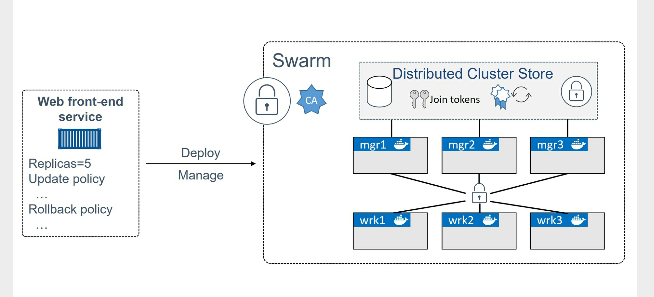 Swarm
Distributed Cluster Store
CA
Join tokens
Web front-end
service
Replicas=5
Update policy
...
Rollback policy
...
Deploy
Manage
mgr1
mgr2
mgr3
wrk1
wrk2
wrk3